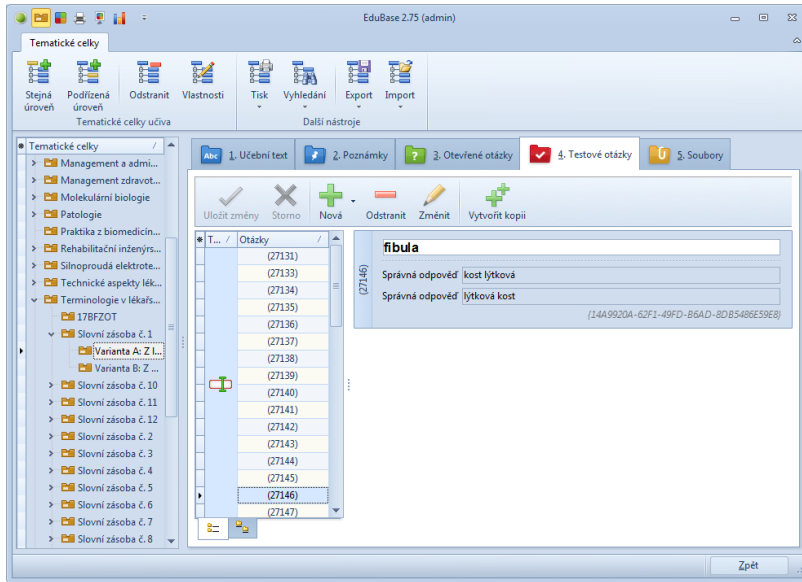 EduBase 2.75 (admin)
Tematické celky
Stejná úroveň
Podřízená úroveň
Odstranit
Vlastnosti
Tisk
Vyhledání
Export
Import
Tematické celky učiva
Další nástroje
Tematické celky
Management a admi...
Management zdravot...
Molekulární biologie
Patologie
Praktika z biomedicín...
Rehabilitační inženýrs...
Silnoproudá elektrote...
Technické aspekty lék...
Terminologie v lékařs...
17BFZOT
Slovní zásoba č. 1
Varianta A: Z l...
Varianta B: Z ...
Slovní zásoba č. 10
Slovní zásoba č. 11
Slovní zásoba č. 12
Slovní zásoba č. 2
Slovní zásoba č. 3
Slovní zásoba č. 4
Slovní zásoba č. 5
Slovní zásoba č. 6
Slovní zásoba č. 7
Slovní zásoba č. 8
Abc 1. Učební text
2. Poznámky
? 3. Otevřené otázky
4. Testové otázky
5. Soubory
Uložit změny
Storno
Nová
Odstranit
Změnit
Vytvořit kopii
T... Otázky
(27131)
(27133)
(27134)
(27135)
(27136)
(27137)
(27138)
(27139)
(27140)
(27141)
(27142)
(27143)
(27144)
(27145)
(27146)
(27147)
(27146)
fibula
Správná odpověď kost lýtková
Správná odpověď lýtková kost
{14A9920A-62F1-49FD-B6AD-8DB5486E59E8}
Zpět